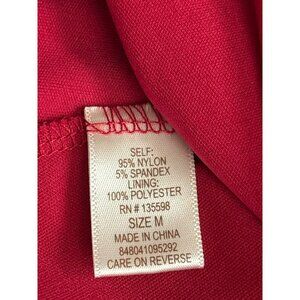 SELF:
95% NYLON
5% SPANDEX
LINING:
100% POLYESTER
RN # 135598
SIZE M
MADE IN CHINA
848041095292
CARE ON REVERSE